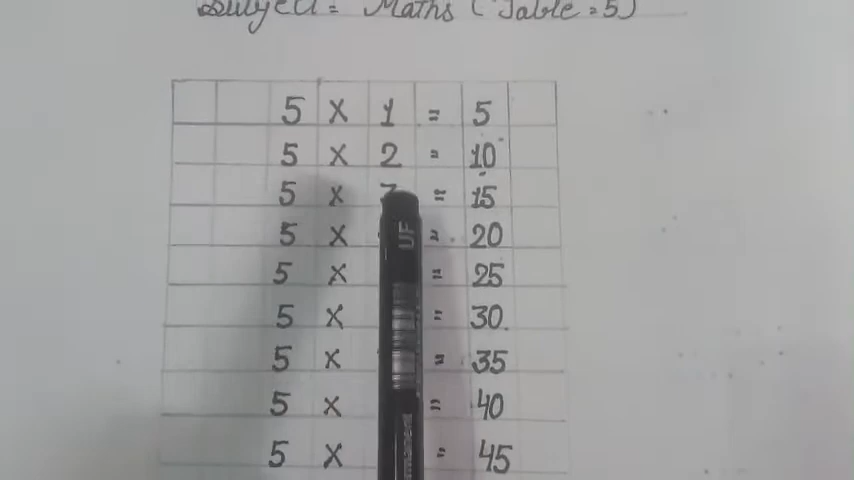 Subject = Maths (Table = 5)
5 X 1 = 5
5 X 2 = 10
5 X = 15
5 X = 20
5 X = 25
5 X = 30
5 X = 35
5 X = 40
5 X = 45
UF